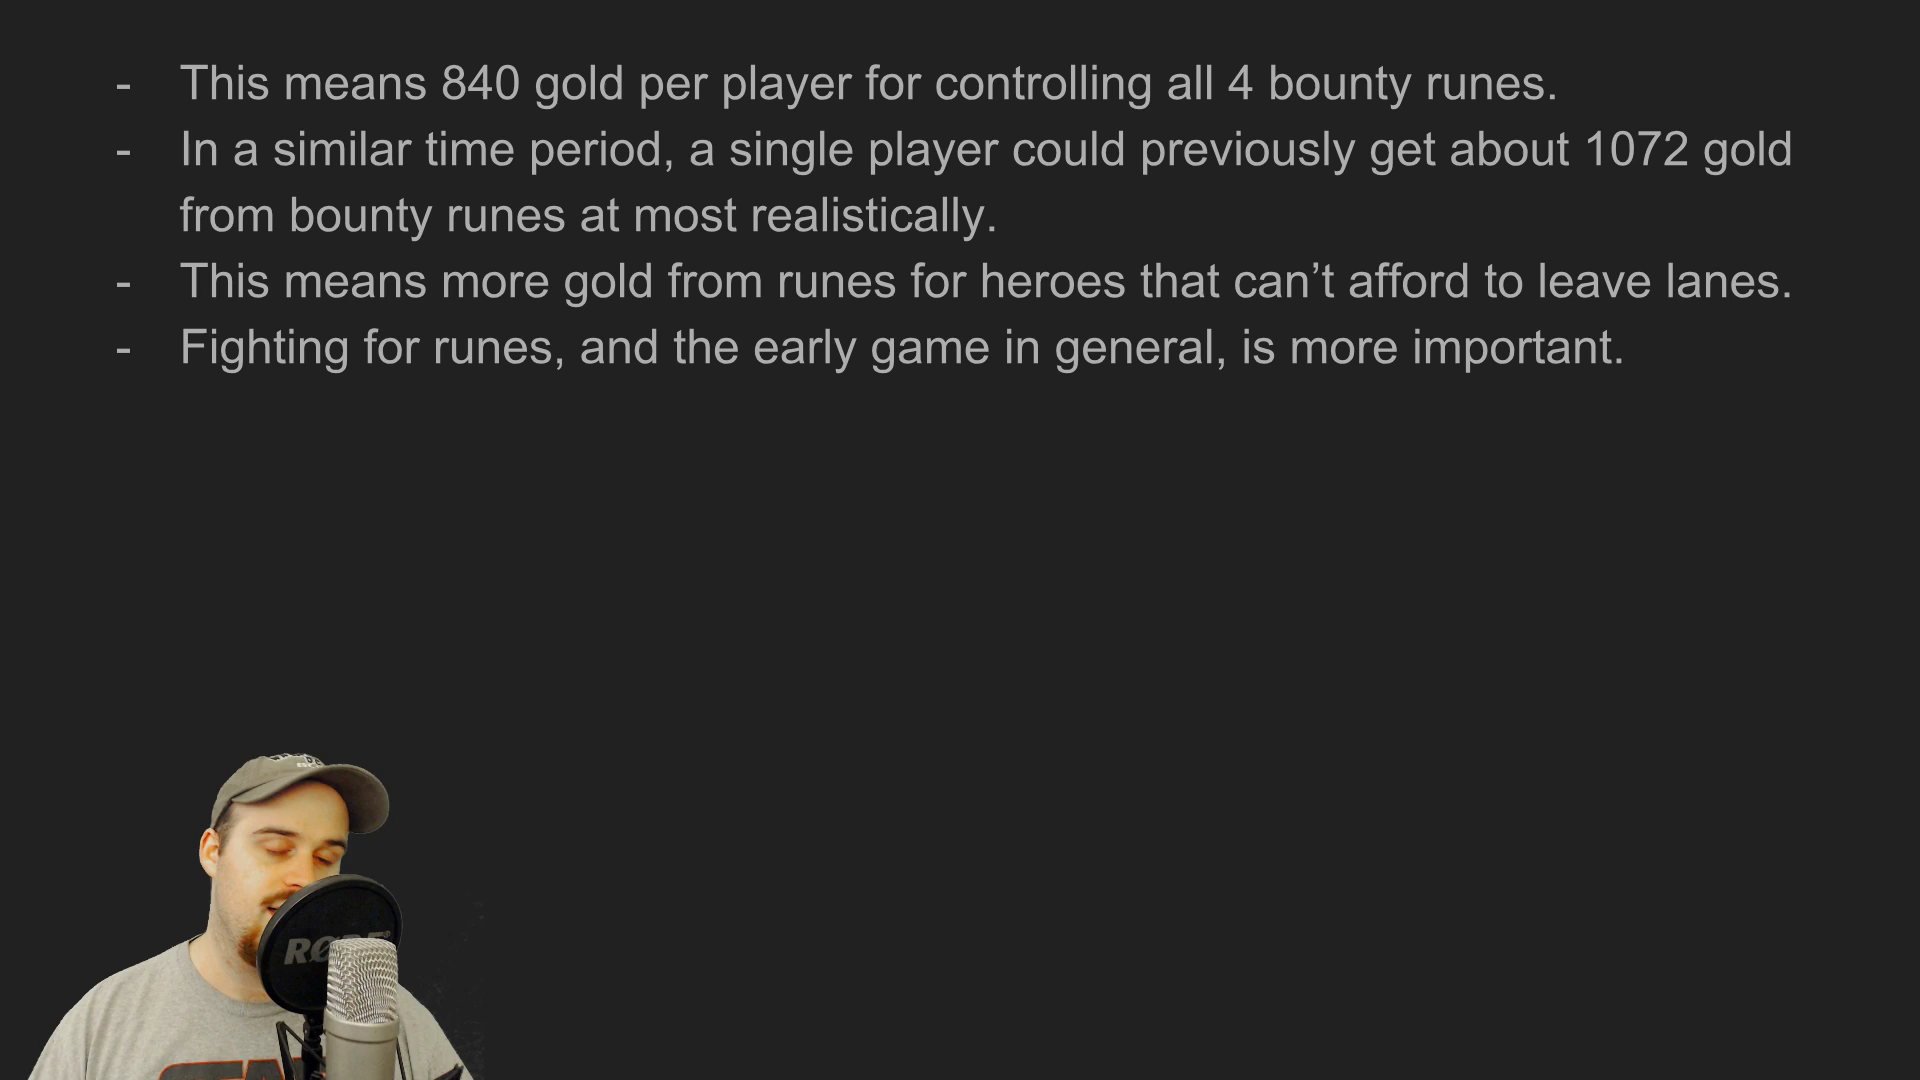 - This means 840 gold per player for controlling all 4 bounty runes.
- In a similar time period, a single player could previously get about 1072 gold
from bounty runes at most realistically.
- This means more gold from runes for heroes that can’t afford to leave lanes.
- Fighting for runes, and the early game in general, is more important.